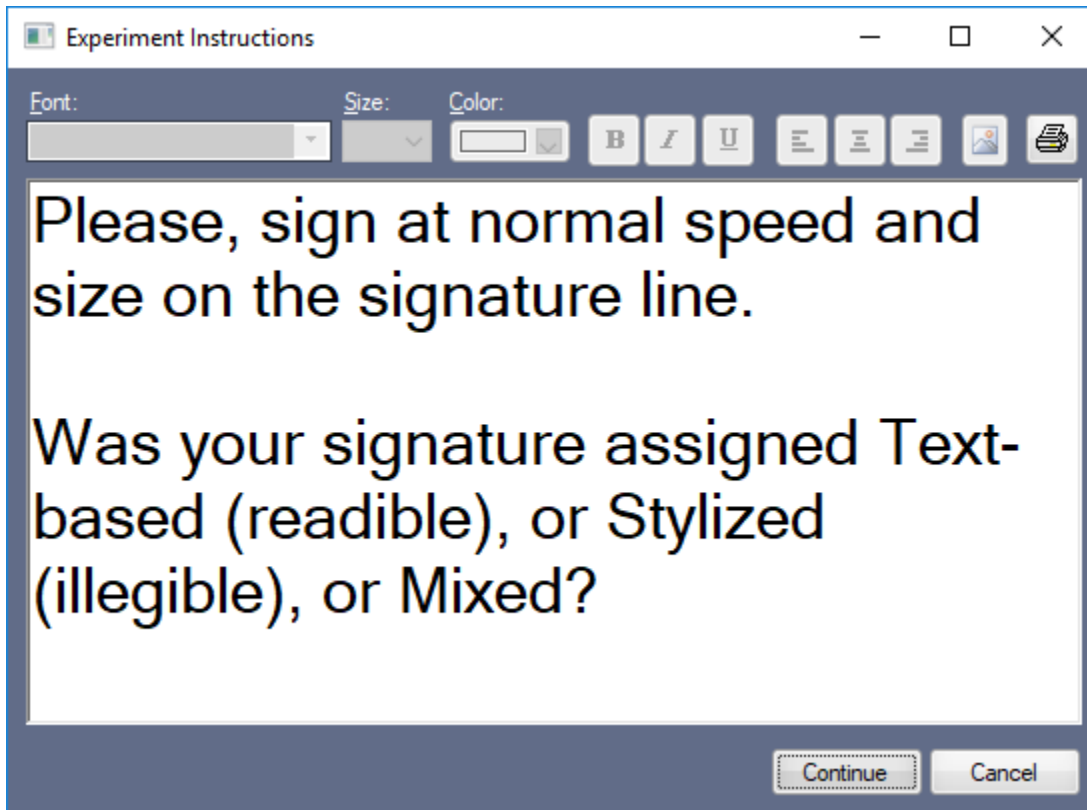 Experiment Instructions
Font: Size: Color:
B I U
Please, sign at normal speed and
size on the signature line.
Was your signature assigned Text-
based (readible), or Stylized
(illegible), or Mixed?
Continue Cancel